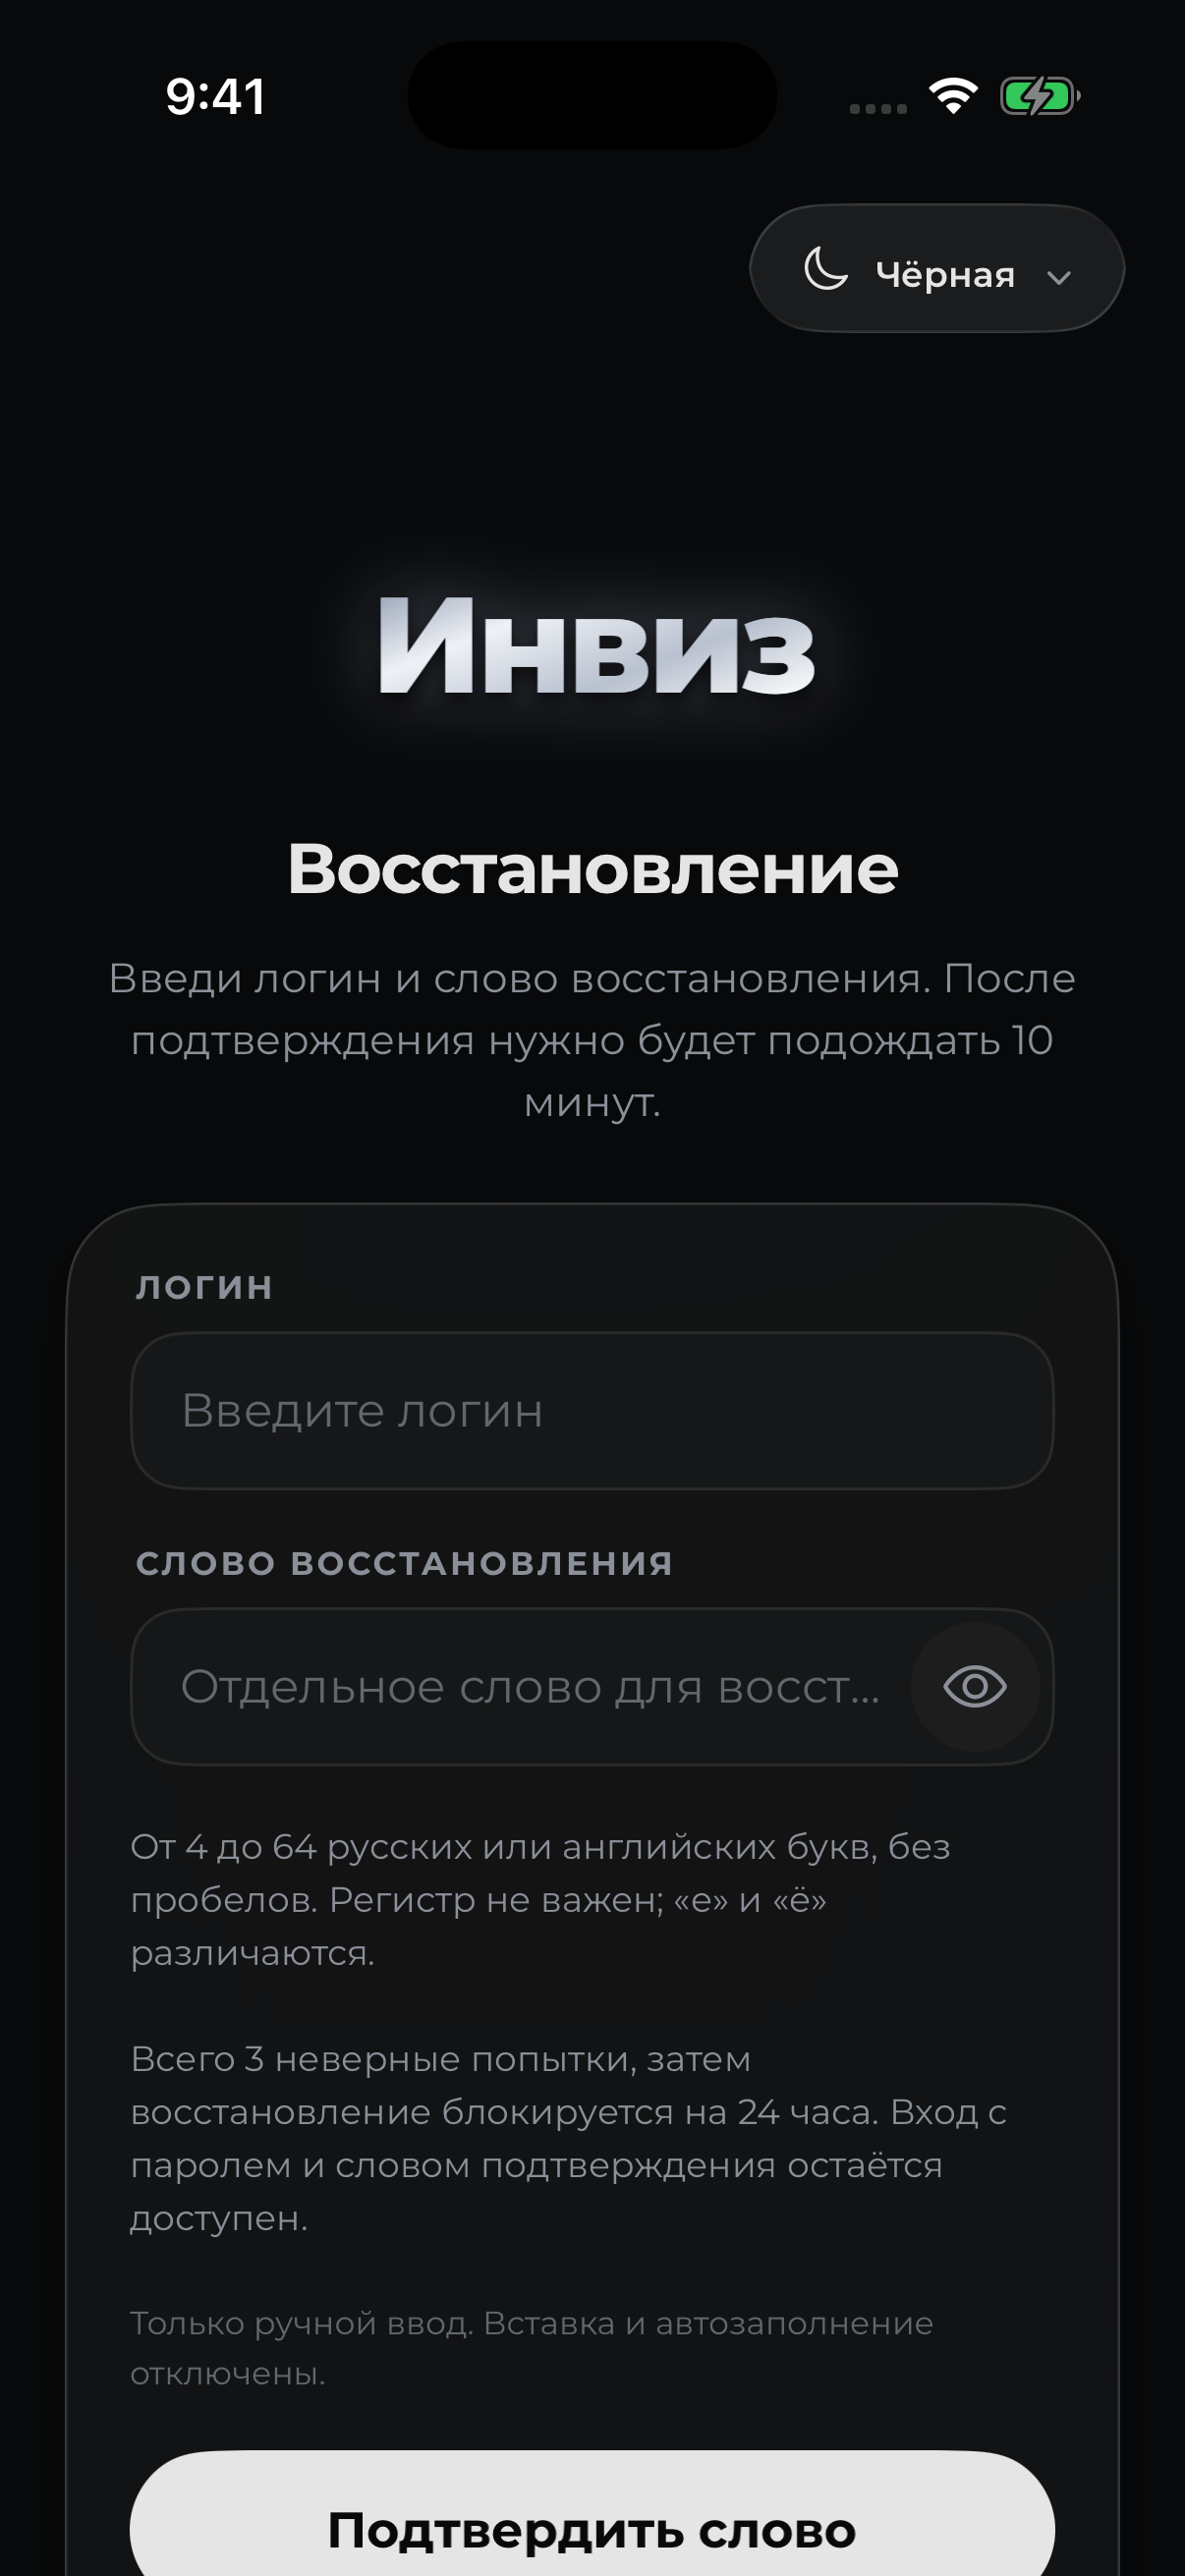 9:41
Чёрная
Инвиз
Восстановление
Введи логин и слово восстановления. После
подтверждения нужно будет подождать 10
минут.
ЛОГИН
Введите логин
СЛОВО ВОССТАНОВЛЕНИЯ
Отдельное слово для восст...
От 4 до 64 русских или английских букв, без
пробелов. Регистр не важен; «е» и «ё»
различаются.
Всего 3 неверные попытки, затем
восстановление блокируется на 24 часа. Вход с
паролем и словом подтверждения остаётся
доступен.
Только ручной ввод. Вставка и автозаполнение
отключены.
Подтвердить слово